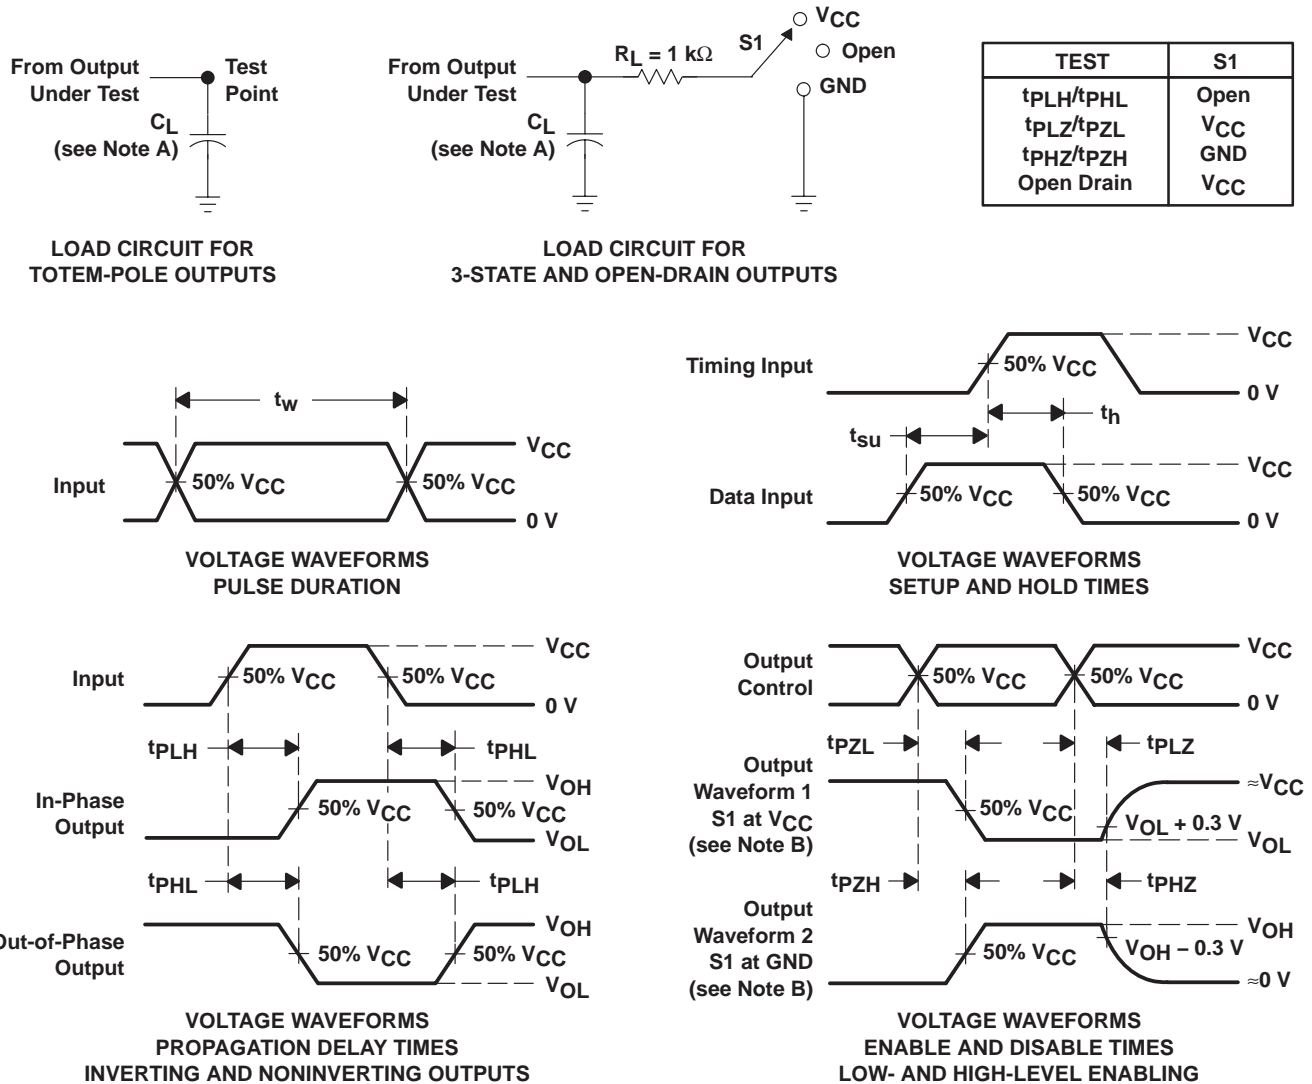 From Output
Under Test
Test
Point
CL
(see Note A)
LOAD CIRCUIT FOR
TOTEM-POLE OUTPUTS
From Output
Under Test
RL = 1 kΩ
S1
VCC
Open
GND
CL
(see Note A)
LOAD CIRCUIT FOR
3-STATE AND OPEN-DRAIN OUTPUTS
TEST S1
tPLH/tPHL Open
tPLZ/tPZL VCC
tPHZ/tPZH GND
Open Drain VCC
tw
Input
50% VCC
50% VCC
VCC
0 V
VOLTAGE WAVEFORMS
PULSE DURATION
Timing Input
50% VCC
VCC
0 V
tsu
th
Data Input
50% VCC
50% VCC
VCC
0 V
VOLTAGE WAVEFORMS
SETUP AND HOLD TIMES
Input
50% VCC
50% VCC
VCC
0 V
tPLH
tPHL
In-Phase
Output
50% VCC
50% VCC
VOH
VOL
tPHL
tPLH
Out-of-Phase
Output
50% VCC
50% VCC
VOH
VOL
VOLTAGE WAVEFORMS
PROPAGATION DELAY TIMES
INVERTING AND NONINVERTING OUTPUTS
Output
Control
50% VCC
50% VCC
VCC
0 V
tPZL
tPLZ
Output
Waveform 1
S1 at VCC
(see Note B)
50% VCC
≈VCC
VOL + 0.3 V
VOL
tPZH
tPHZ
Output
Waveform 2
S1 at GND
(see Note B)
50% VCC
VOH
VOH − 0.3 V
≈0 V
VOLTAGE WAVEFORMS
ENABLE AND DISABLE TIMES
LOW- AND HIGH-LEVEL ENABLING